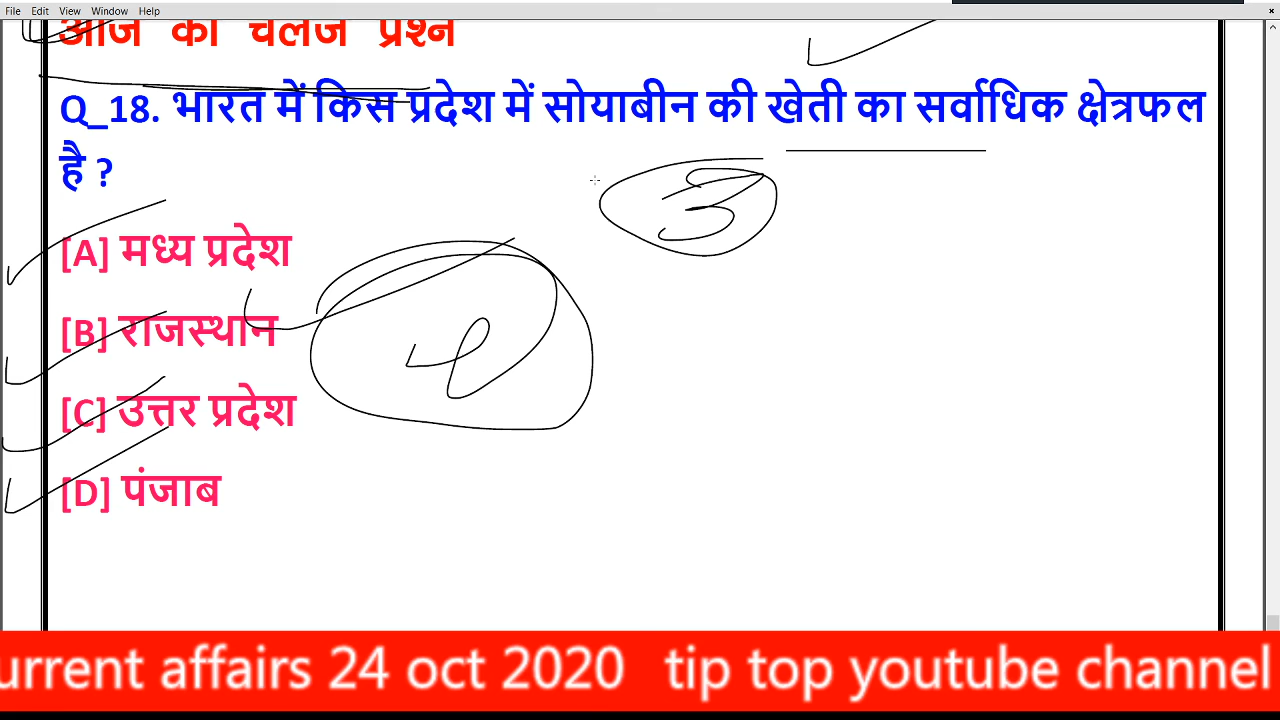 File Edit View Window Help
आज का चैलेंज प्रश्न
Q_18. भारत में किस प्रदेश में सोयाबीन की खेती का सर्वाधिक क्षेत्रफल
है ?
3
[A] मध्य प्रदेश
[B] राजस्थान
[C] उत्तर प्रदेश
[D] पंजाब
urrent affairs 24 oct 2020 tip top youtube channel